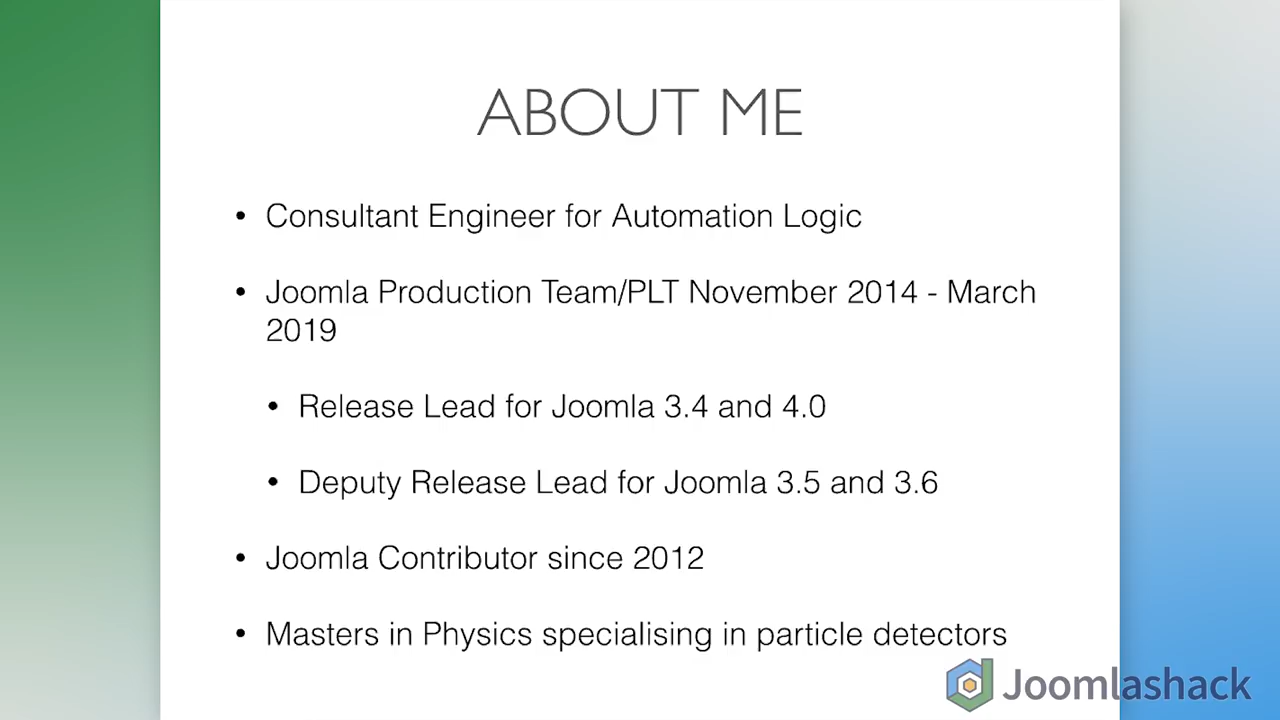 ABOUT ME
• Consultant Engineer for Automation Logic
• Joomla Production Team/PLT November 2014 - March
2019
• Release Lead for Joomla 3.4 and 4.0
• Deputy Release Lead for Joomla 3.5 and 3.6
• Joomla Contributor since 2012
• Masters in Physics specialising in particle detectors
Joomlashack